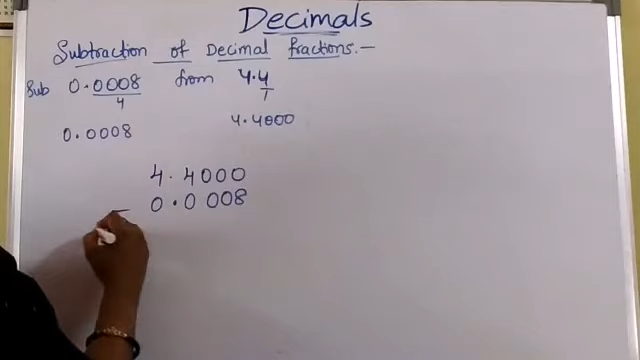 Decimals
Subtraction of Decimal fractions.-
Sub 0.0008 from 4.4
4 1
0.0008 4.4000
4.4000
- 0.0008